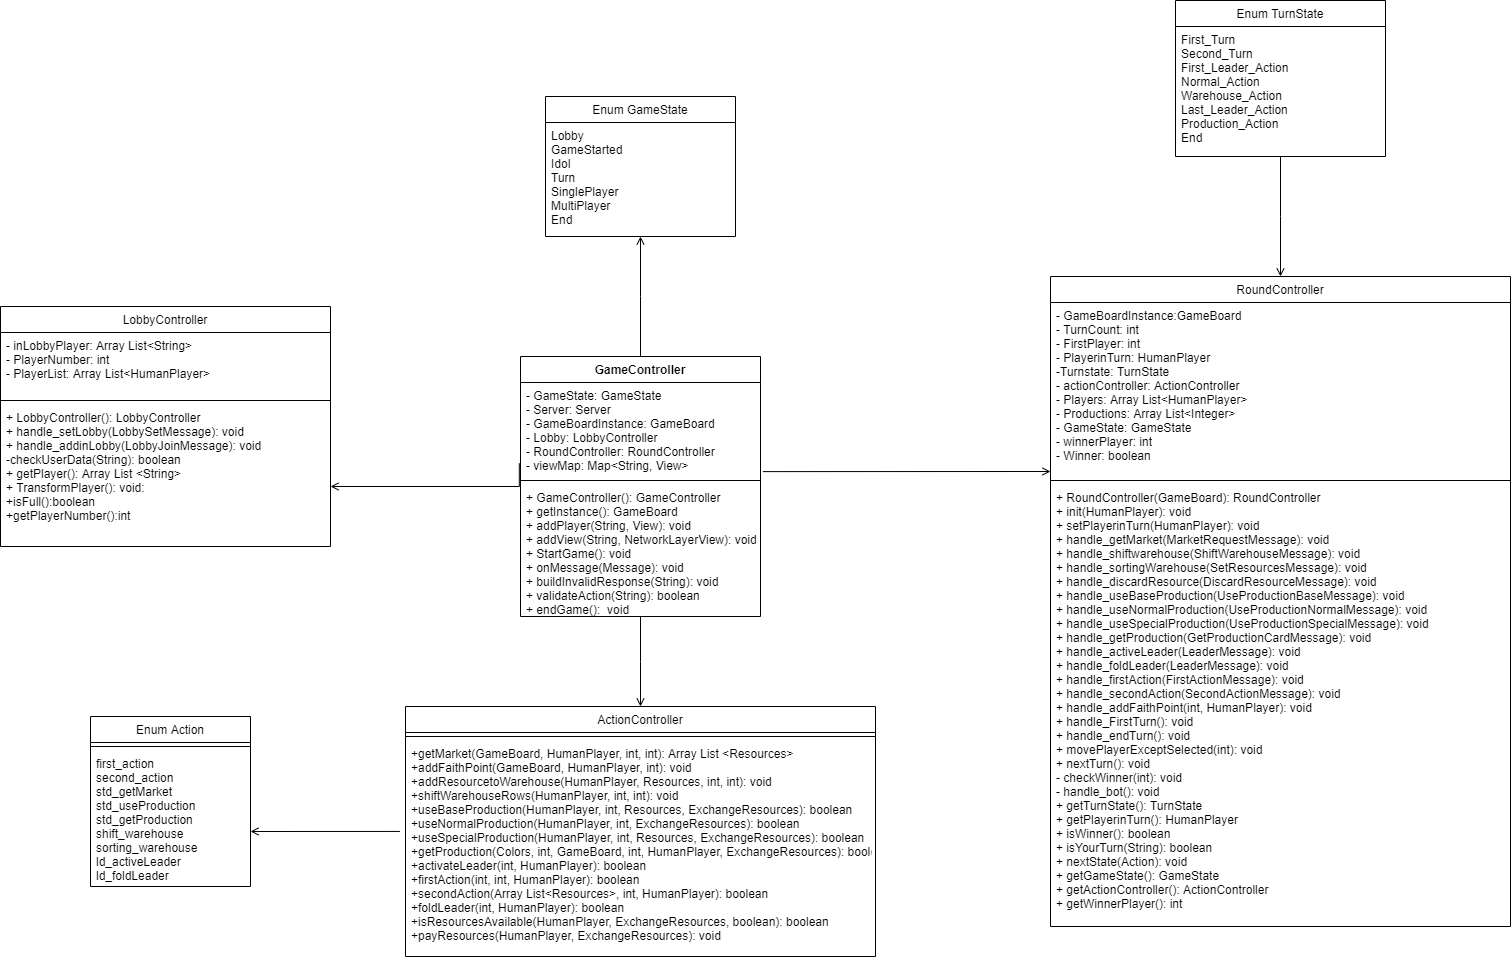 Enum TurnState
First_Turn
Second_Turn
First_Leader_Action
Normal_Action
Warehouse_Action
Last_Leader_Action
Production_Action
End
Enum GameState
Lobby
GameStarted
Idol
Turn
SinglePlayer
MultiPlayer
End
LobbyController
- inLobbyPlayer: Array List<String>
- PlayerNumber: int
- PlayerList: Array List<HumanPlayer>
+ LobbyController(): LobbyController
+ handle_setLobby(LobbySetMessage): void
+ handle_addinLobby(LobbyJoinMessage): void
-checkUserData(String): boolean
+ getPlayer(): Array List <String>
+ TransformPlayer(): void:
+isFull():boolean
+getPlayerNumber():int
GameController
- GameState: GameState
- Server: Server
- GameBoardInstance: GameBoard
- Lobby: LobbyController
- RoundController: RoundController
- viewMap: Map<String, View>
+ GameController(): GameController
+ getInstance(): GameBoard
+ addPlayer(String, View): void
+ addView(String, NetworkLayerView): void
+ StartGame(): void
+ onMessage(Message): void
+ buildInvalidResponse(String): void
+ validateAction(String): boolean
+ endGame(): void
RoundController
- GameBoardInstance:GameBoard
- TurnCount: int
- FirstPlayer: int
- PlayerinTurn: HumanPlayer
-Turnstate: TurnState
- actionController: ActionController
- Players: Array List<HumanPlayer>
- Productions: Array List<Integer>
- GameState: GameState
- winnerPlayer: int
- Winner: boolean
+ RoundController(GameBoard): RoundController
+ init(HumanPlayer): void
+ setPlayerinTurn(HumanPlayer): void
+ handle_getMarket(MarketRequestMessage): void
+ handle_shiftwarehouse(ShiftWarehouseMessage): void
+ handle_sortingWarehouse(SetResourcesMessage): void
+ handle_discardResource(DiscardResourceMessage): void
+ handle_useBaseProduction(UseProductionBaseMessage): void
+ handle_useNormalProduction(UseProductionNormalMessage): void
+ handle_useSpecialProduction(UseProductionSpecialMessage): void
+ handle_getProduction(GetProductionCardMessage): void
+ handle_activeLeader(LeaderMessage): void
+ handle_foldLeader(LeaderMessage): void
+ handle_firstAction(FirstActionMessage): void
+ handle_secondAction(SecondActionMessage): void
+ handle_addFaithPoint(int, HumanPlayer): void
+ handle_FirstTurn(): void
+ handle_endTurn(): void
+ movePlayerExceptSelected(int): void
+ nextTurn(): void
- checkWinner(int): void
- handle_bot(): void
+ getTurnState(): TurnState
+ getPlayerinTurn(): HumanPlayer
+ isWinner(): boolean
+ isYourTurn(String): boolean
+ nextState(Action): void
+ getGameState(): GameState
+ getActionController(): ActionController
+ getWinnerPlayer(): int
Enum Action
first_action
second_action
std_getMarket
std_useProduction
std_getProduction
shift_warehouse
sorting_warehouse
ld_activeLeader
ld_foldLeader
ActionController
+getMarket(GameBoard, HumanPlayer, int, int): Array List <Resources>
+addFaithPoint(GameBoard, HumanPlayer, int): void
+addResourcetoWarehouse(HumanPlayer, Resources, int, int): void
+shiftWarehouseRows(HumanPlayer, int, int): void
+useBaseProduction(HumanPlayer, int, Resources, ExchangeResources): boolean
+useNormalProduction(HumanPlayer, int, ExchangeResources): boolean
+useSpecialProduction(HumanPlayer, int, Resources, ExchangeResources): boolean
+getProduction(Colors, int, GameBoard, int, HumanPlayer, ExchangeResources): bool
+activateLeader(int, HumanPlayer): boolean
+firstAction(int, int, HumanPlayer): boolean
+secondAction(Array List<Resources>, int, HumanPlayer): boolean
+foldLeader(int, HumanPlayer): boolean
+isResourcesAvailable(HumanPlayer, ExchangeResources, boolean): boolean
+payResources(HumanPlayer, ExchangeResources): void